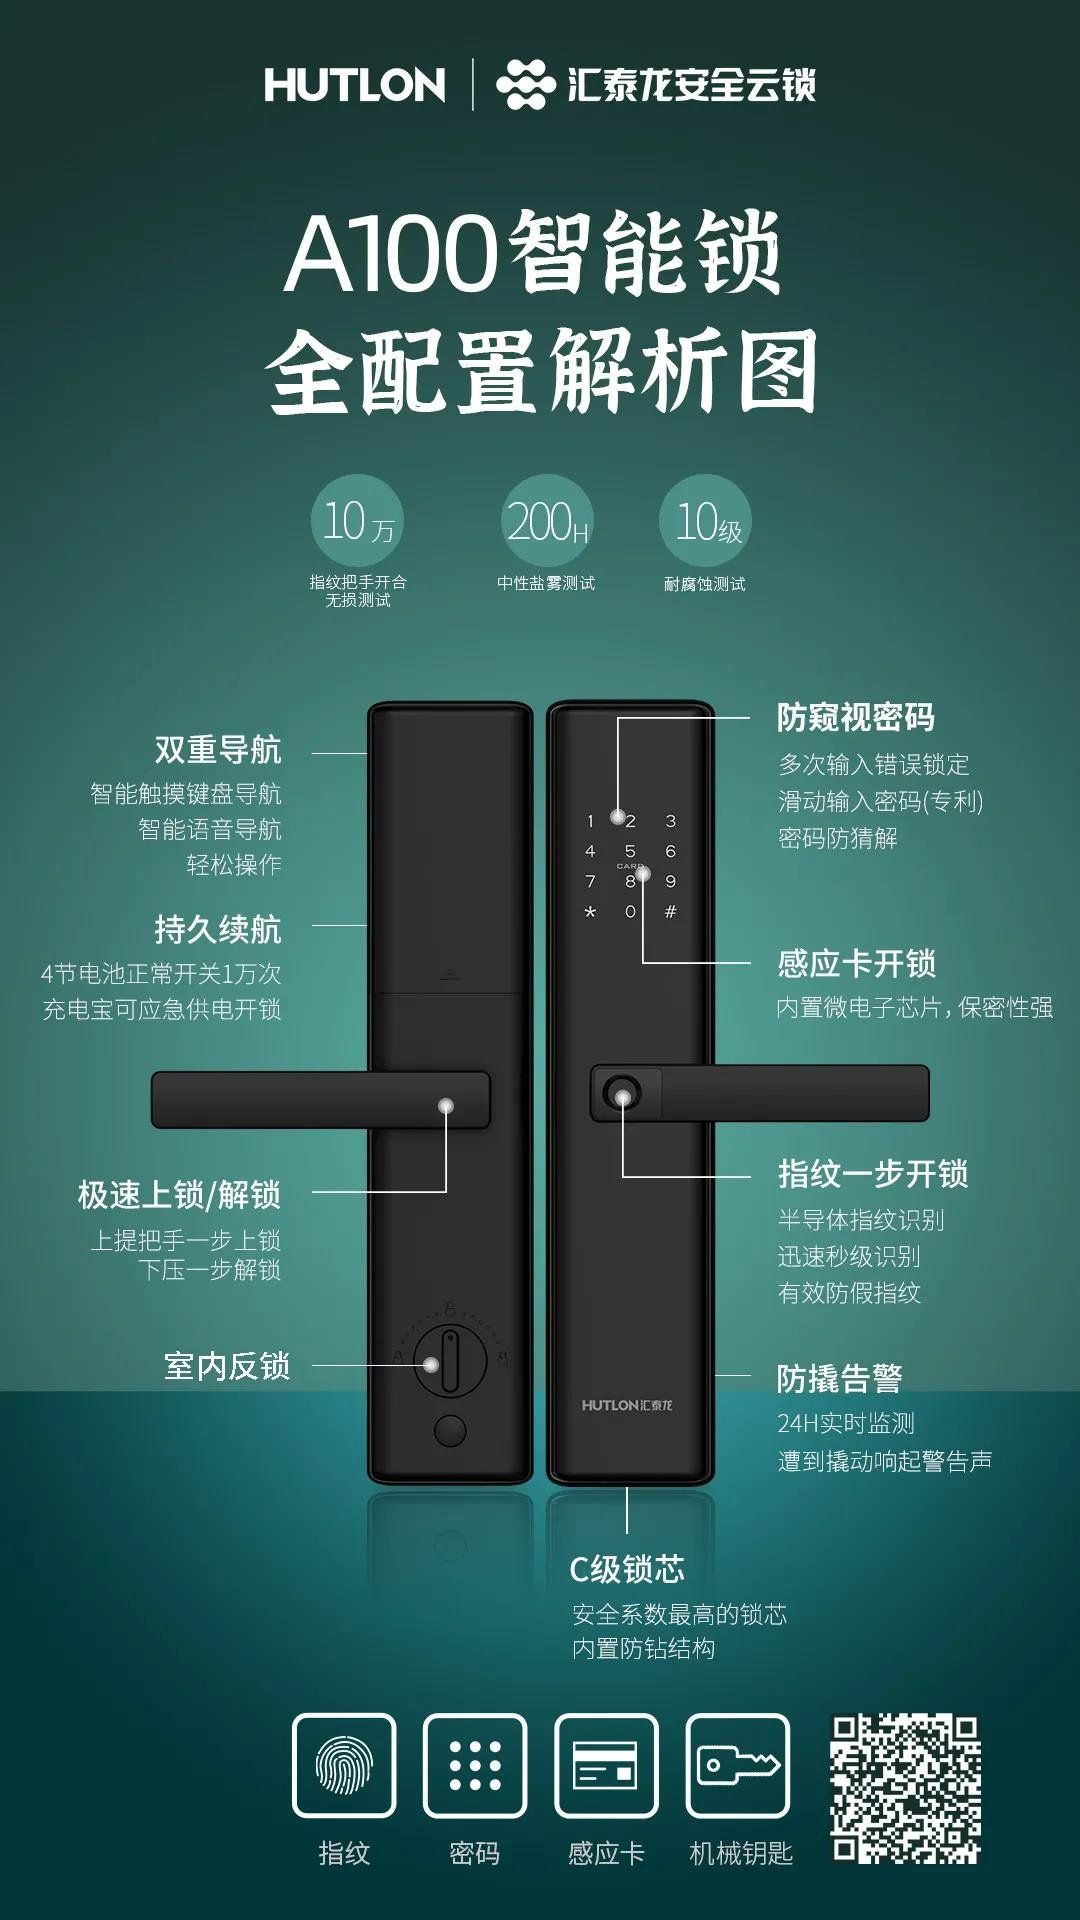 HUTLON 汇泰龙安全云锁
A100智能锁
全配置解析图
10万
指纹把手开合
无损测试
200H
中性盐雾测试
10级
耐腐蚀测试
双重导航
智能触摸键盘导航
智能语音导航
轻松操作
持久续航
4节电池正常开关1万次
充电宝可应急供电开锁
极速上锁/解锁
上提把手一步上锁
下压一步解锁
室内反锁
1 2 3
4 5 6
CARD
7 8 9
* 0 #
HUTLON汇泰龙
防窥视密码
多次输入错误锁定
滑动输入密码(专利)
密码防猜解
感应卡开锁
内置微电子芯片，保密性强
指纹一步开锁
半导体指纹识别
迅速秒级识别
有效防假指纹
防撬告警
24H实时监测
遭到撬动响起警告声
C级锁芯
安全系数最高的锁芯
内置防钻结构
指纹
密码
感应卡
机械钥匙